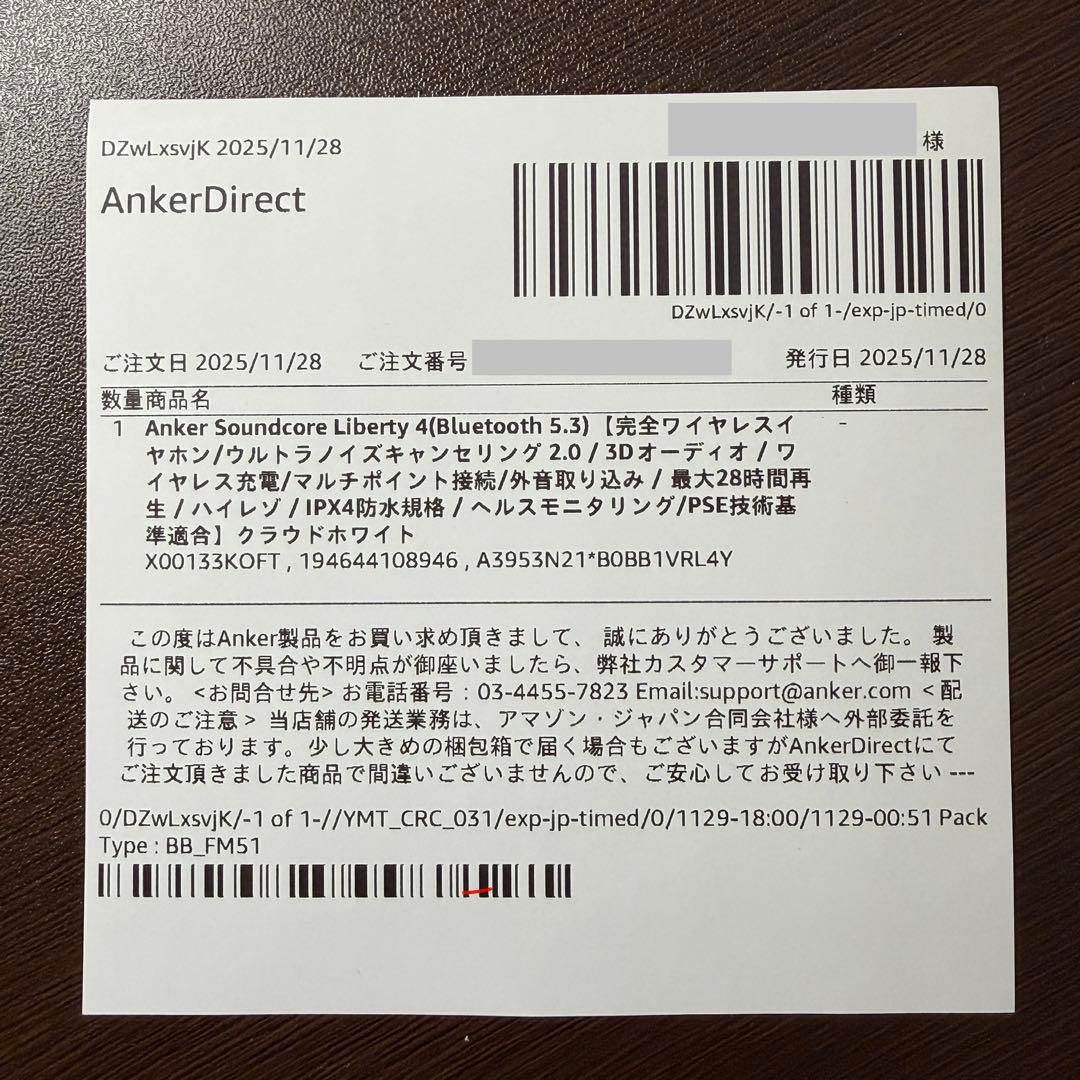 DZwLxsvjK 2025/11/28
様
AnkerDirect
DZwLxsvjK/-1 of 1-/exp-jp-timed/0
ご注文日 2025/11/28 ご注文番号 発行日 2025/11/28
数量商品名 種類
1 Anker Soundcore Liberty 4(Bluetooth 5.3)【完全ワイヤレスイ -
ヤホン/ウルトラノイズキャンセリング 2.0 / 3Dオーディオ / ワ
イヤレス充電/マルチポイント接続/外音取り込み / 最大28時間再
生 / ハイレゾ / IPX4防水規格 / ヘルスモニタリング/PSE技術基
準適合】クラウドホワイト
X00133KOFT , 194644108946 , A3953N21*B0BB1VRL4Y
この度はAnker製品をお買い求め頂きまして、 誠にありがとうございました。 製
品に関して不具合や不明点が御座いましたら、弊社カスタマーサポートへ御一報下
さい。 <お問合せ先> お電話番号 : 03-4455-7823 Email:support@anker.com < 配
送のご注意 > 当店舗の発送業務は、アマゾン・ジャパン合同会社様へ外部委託を
行っております。少し大きめの梱包箱で届く場合もございますがAnkerDirectにて
ご注文頂きました商品で間違いございませんので、ご安心してお受け取り下さい ---
0/DZwLxsvjK/-1 of 1-//YMT_CRC_031/exp-jp-timed/0/1129-18:00/1129-00:51 Pack
Type : BB_FM51